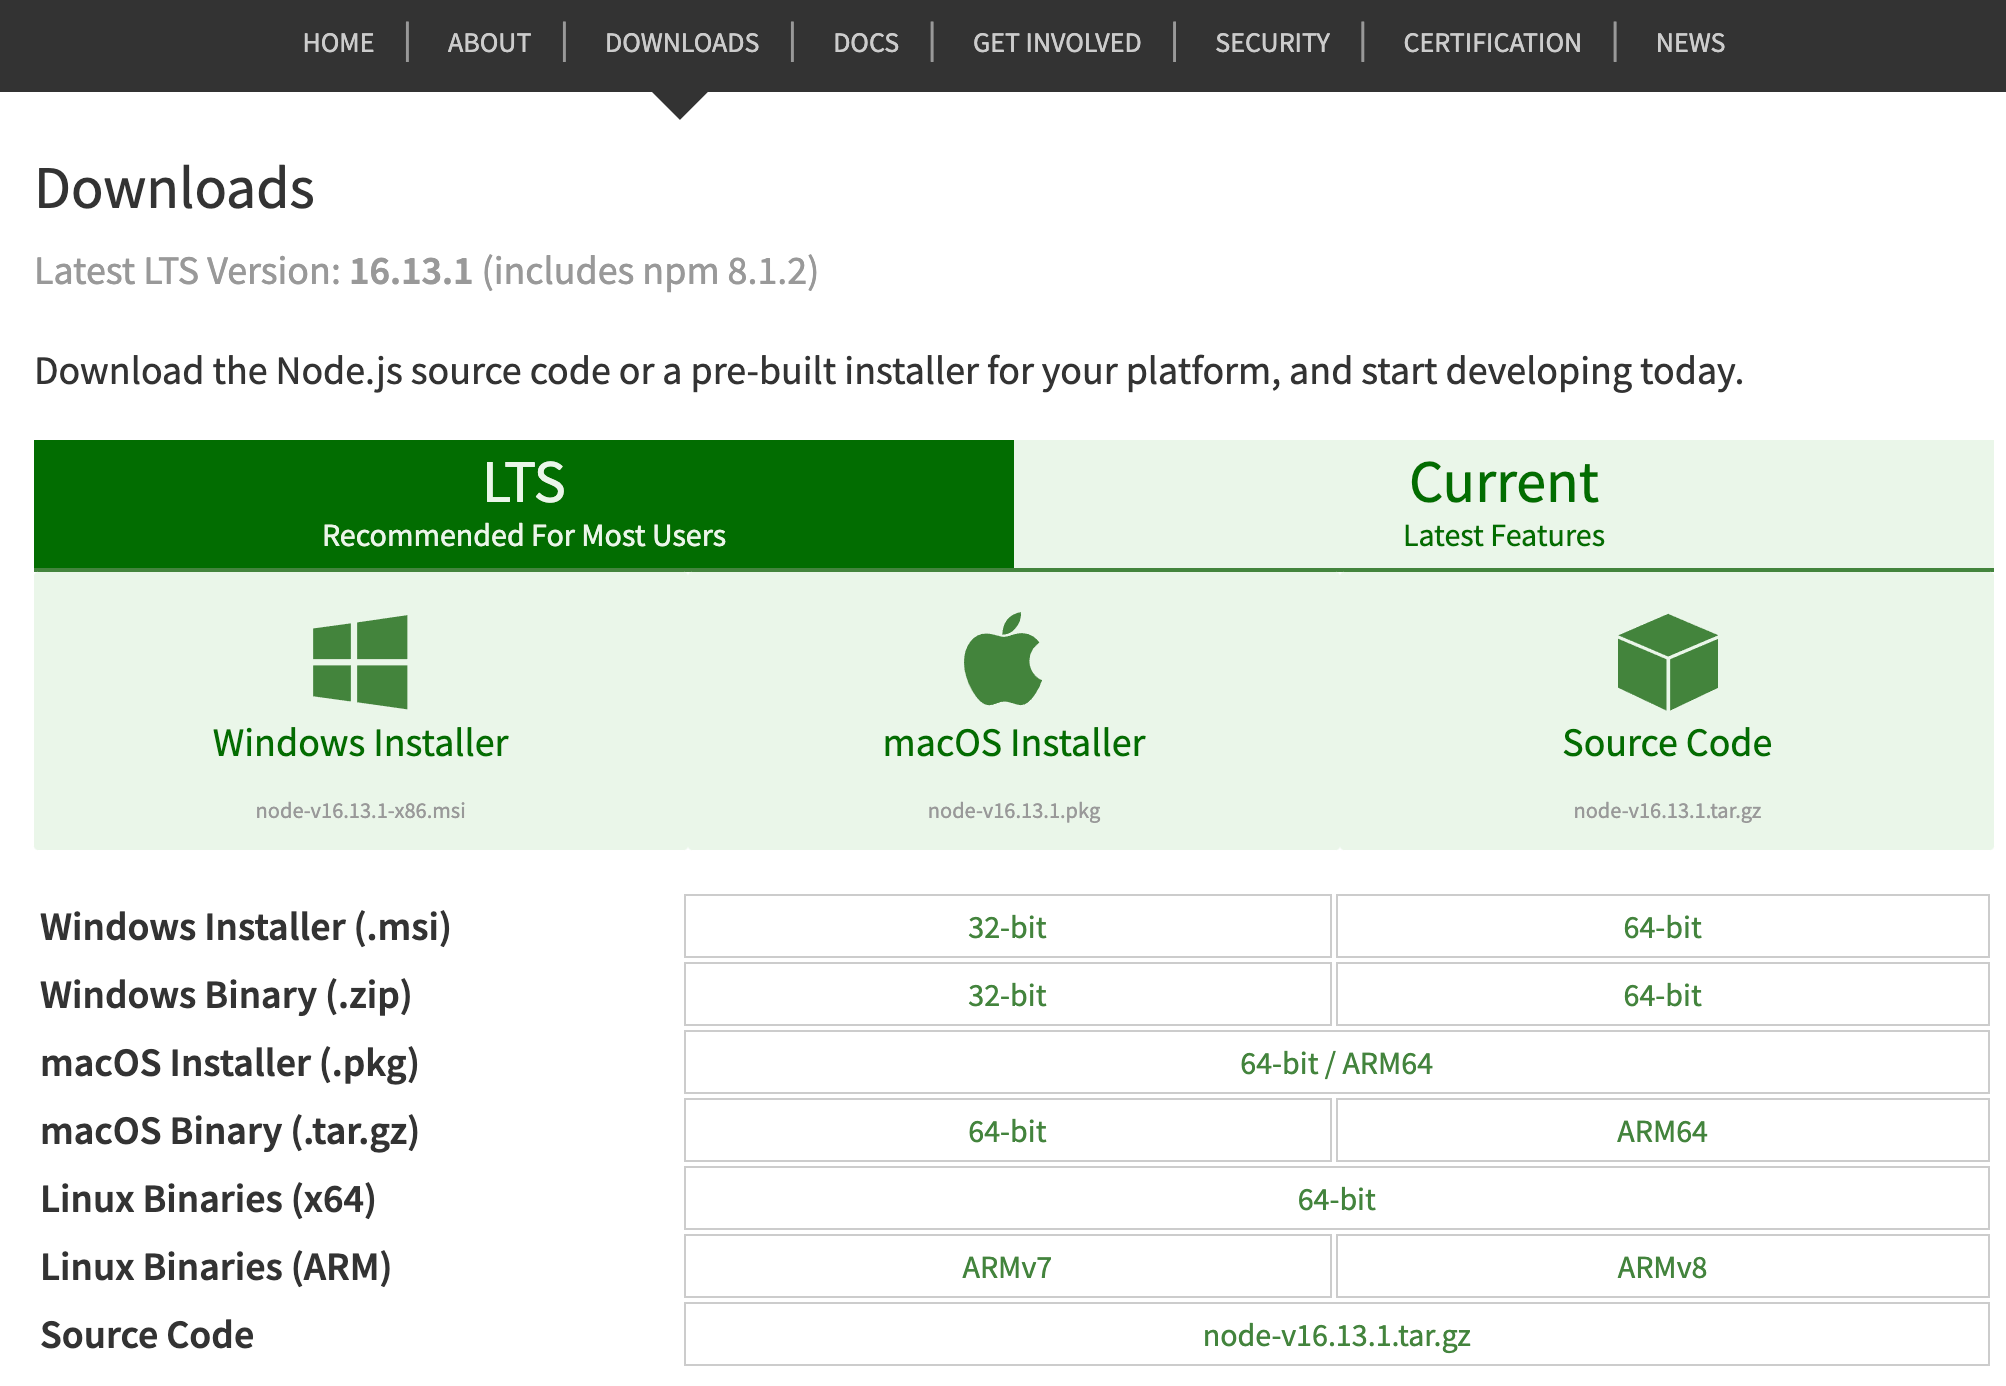 HOME | ABOUT | DOWNLOADS | DOCS | GET INVOLVED | SECURITY | CERTIFICATION | NEWS
Downloads
Latest LTS Version: 16.13.1 (includes npm 8.1.2)
Download the Node.js source code or a pre-built installer for your platform, and start developing today.
LTS
Recommended For Most Users
Current
Latest Features
Windows Installer
node-v16.13.1-x86.msi
macOS Installer
node-v16.13.1.pkg
Source Code
node-v16.13.1.tar.gz
Windows Installer (.msi) 32-bit 64-bit
Windows Binary (.zip) 32-bit 64-bit
macOS Installer (.pkg) 64-bit / ARM64
macOS Binary (.tar.gz) 64-bit ARM64
Linux Binaries (x64) 64-bit
Linux Binaries (ARM) ARMv7 ARMv8
Source Code node-v16.13.1.tar.gz